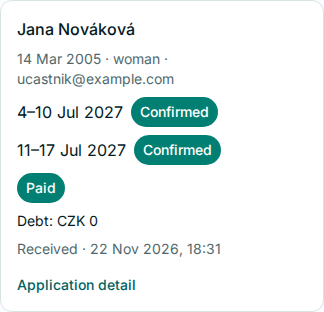 Jana Nováková
14 Mar 2005 · woman ·
ucastnik@example.com
4–10 Jul 2027 Confirmed
11–17 Jul 2027 Confirmed
Paid
Debt: CZK 0
Received · 22 Nov 2026, 18:31
Application detail